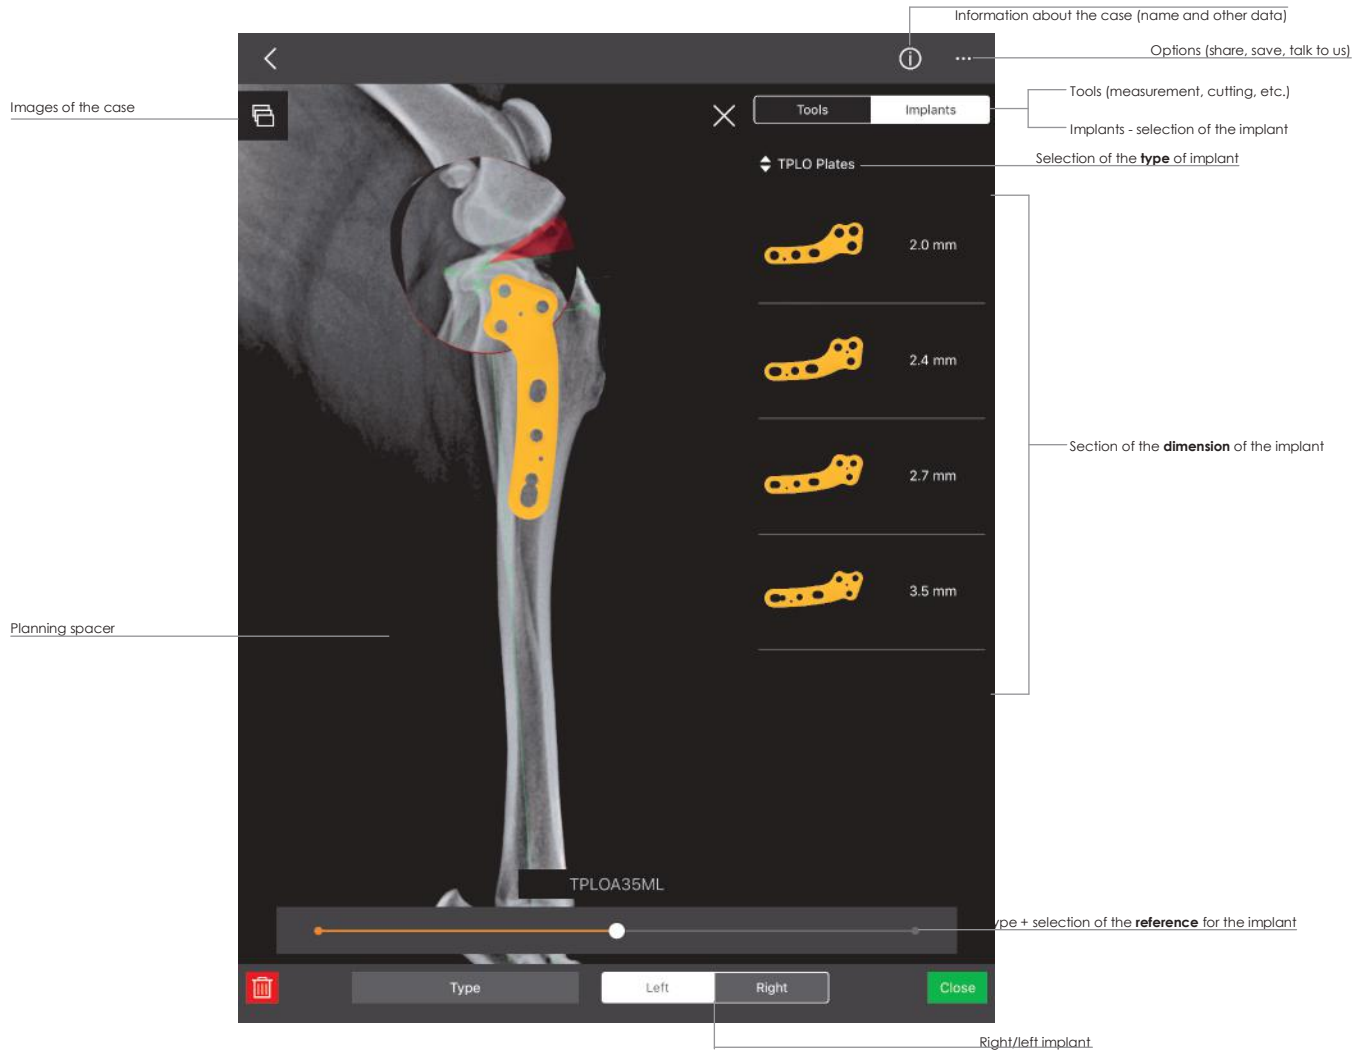 Information about the case (name and other data)
Options (share, save, talk to us)
Images of the case
Tools (measurement, cutting, etc.)
Tools
Implants
Implants - selection of the implant
Selection of the type of implant
TPLO Plates
2.0 mm
2.4 mm
Section of the dimension of the implant
2.7 mm
3.5 mm
Planning spacer
TPLOA35ML
ype + selection of the reference for the implant
Type
Left
Right
Close
Right/left implant